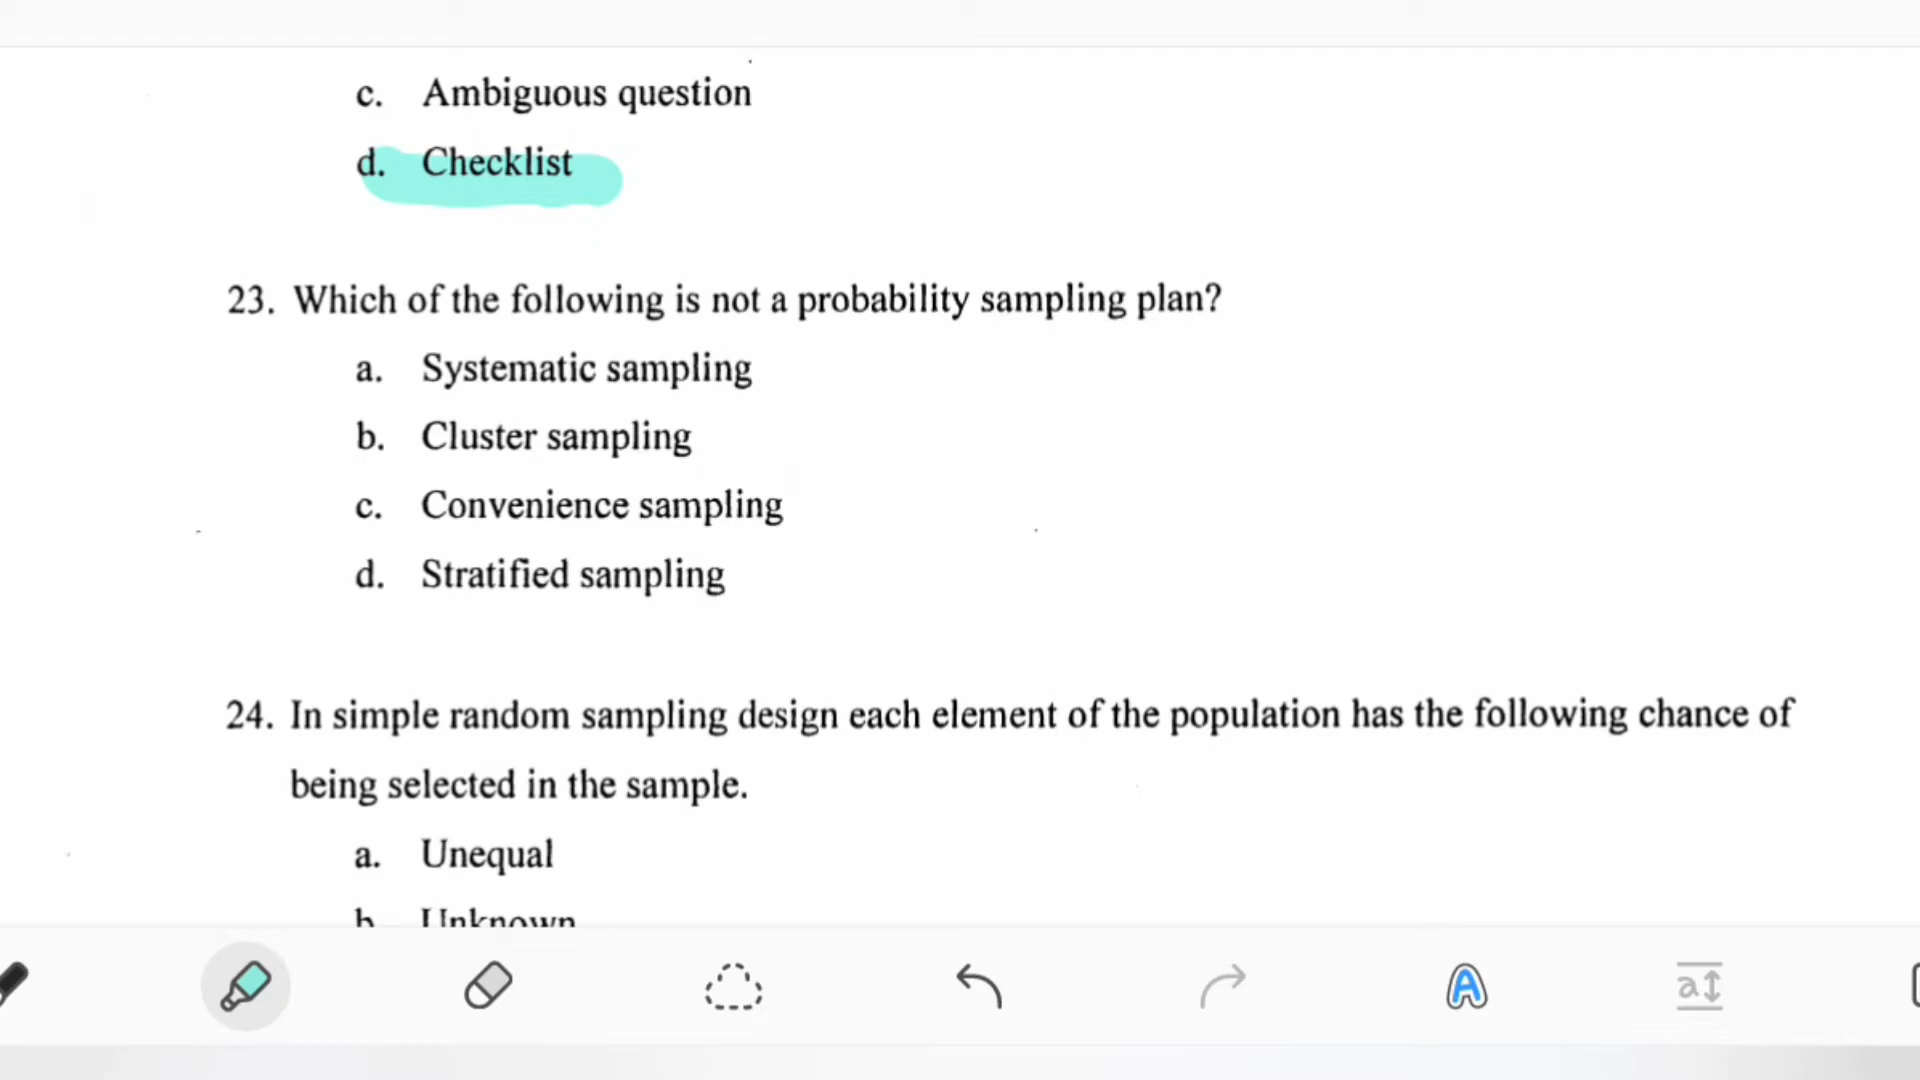 c. Ambiguous question
d. Checklist
23. Which of the following is not a probability sampling plan?
a. Systematic sampling
b. Cluster sampling
c. Convenience sampling
d. Stratified sampling
24. In simple random sampling design each element of the population has the following chance of
being selected in the sample.
a. Unequal
b. Unknown
A
a